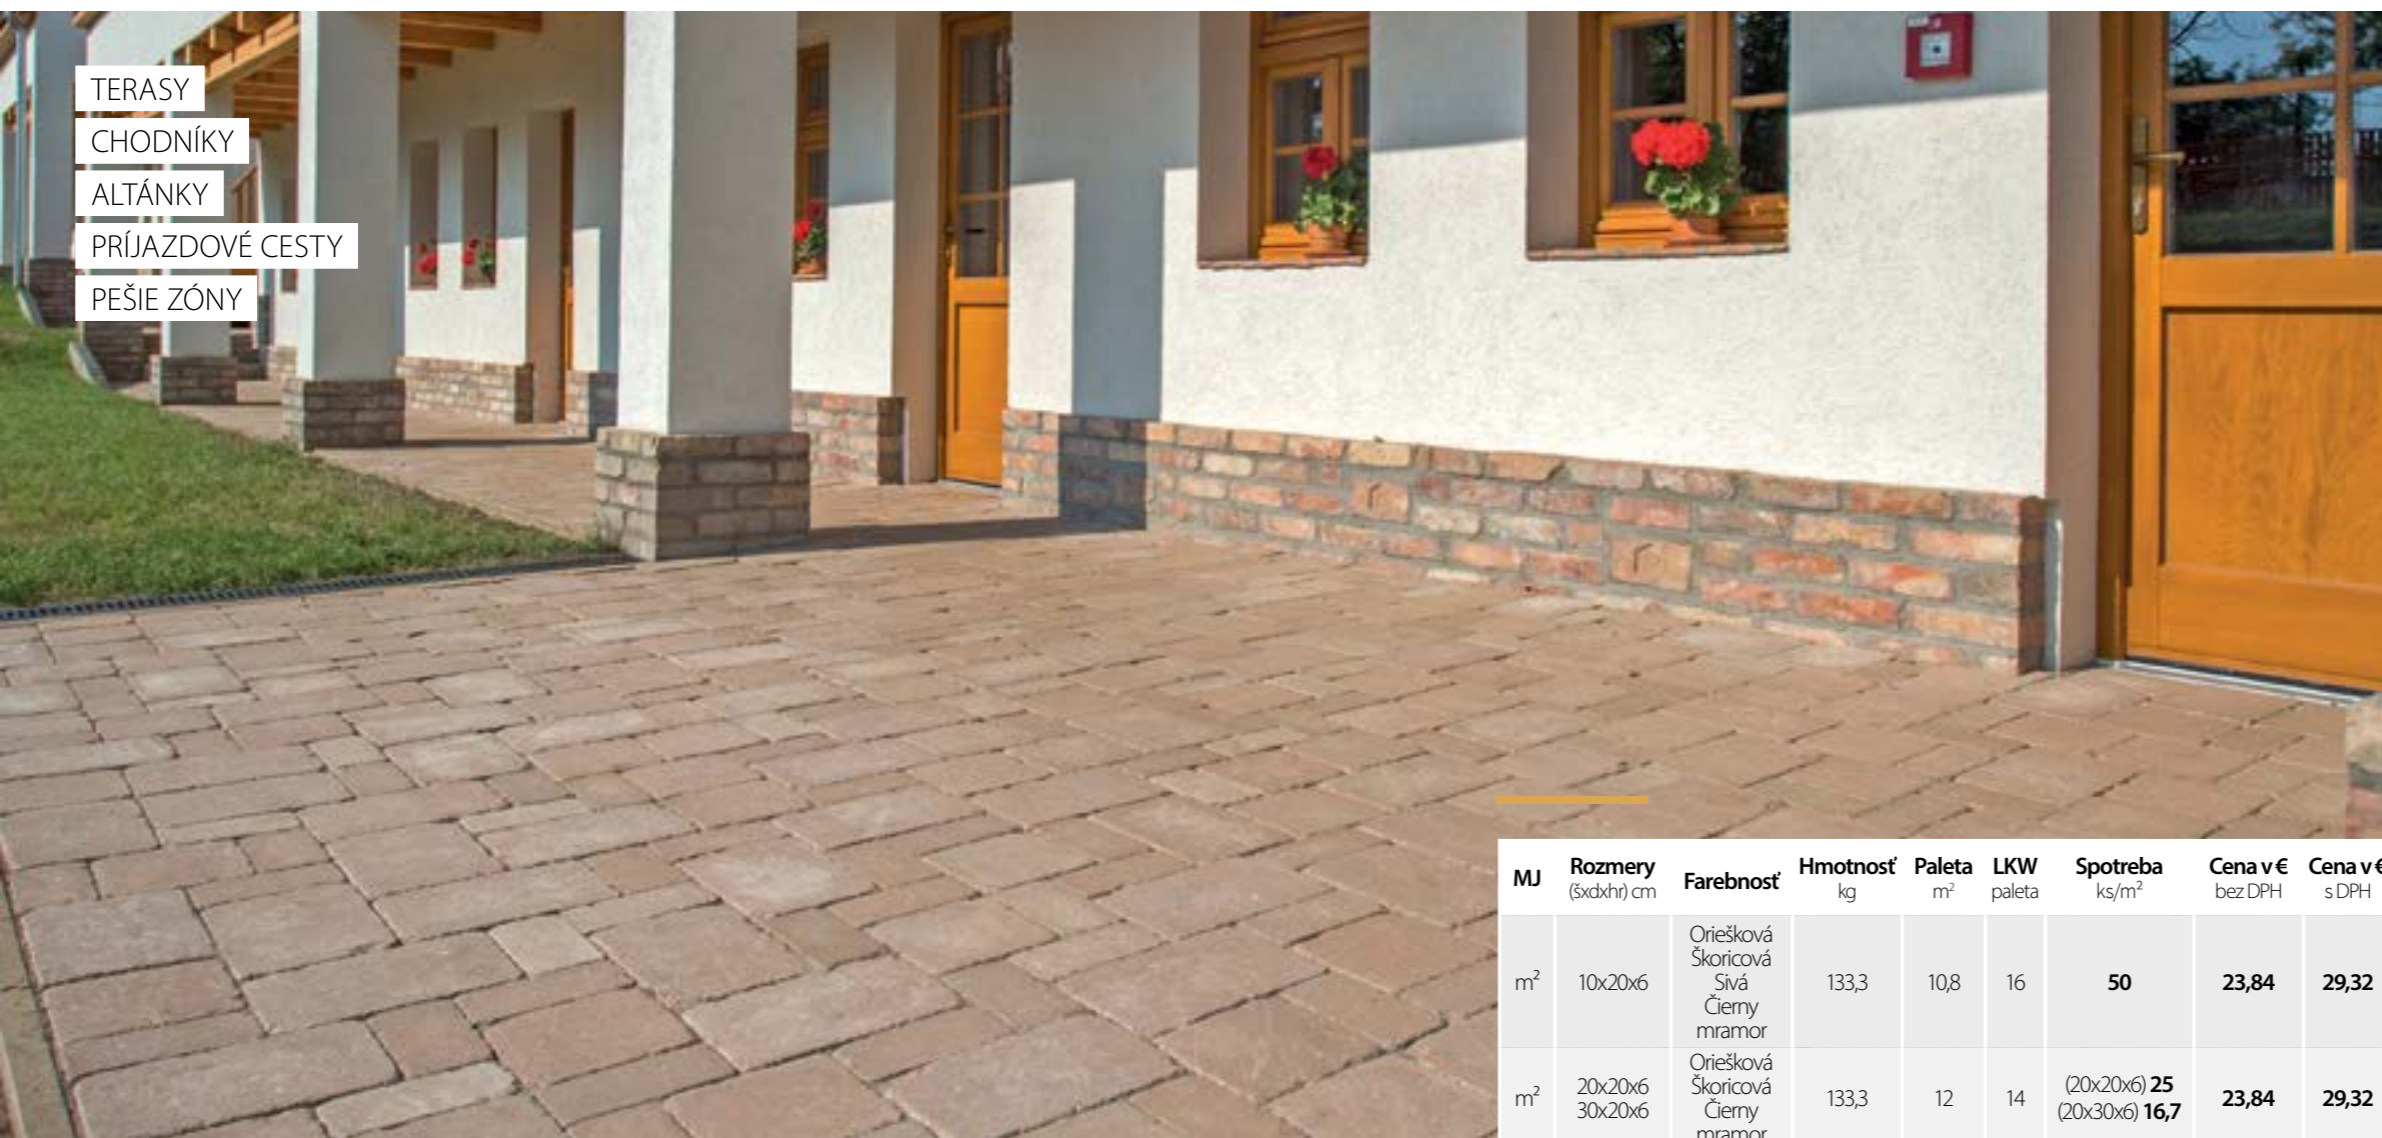 TERASY
CHODNÍKY
ALTÁNKY
PRÍJAZDOVÉ CESTY
PEŠIE ZÓNY
MJ Rozmery Farebnosť Hmotnosť Paleta LKW Spotreba Cena v € Cena v €
(šxdxhr) cm kg m² paleta ks/m² bez DPH s DPH
Oriešková
Škoricová
m² 10x20x6 Sivá 133,3 10,8 16 50 23,84 29,32
Čierny
mramor
Oriešková
20x20x6 Škoricová (20x20x6) 25
m² 133,3 12 14 23,84 29,32
30x20x6 Čierny (20x30x6) 16,7
mramor